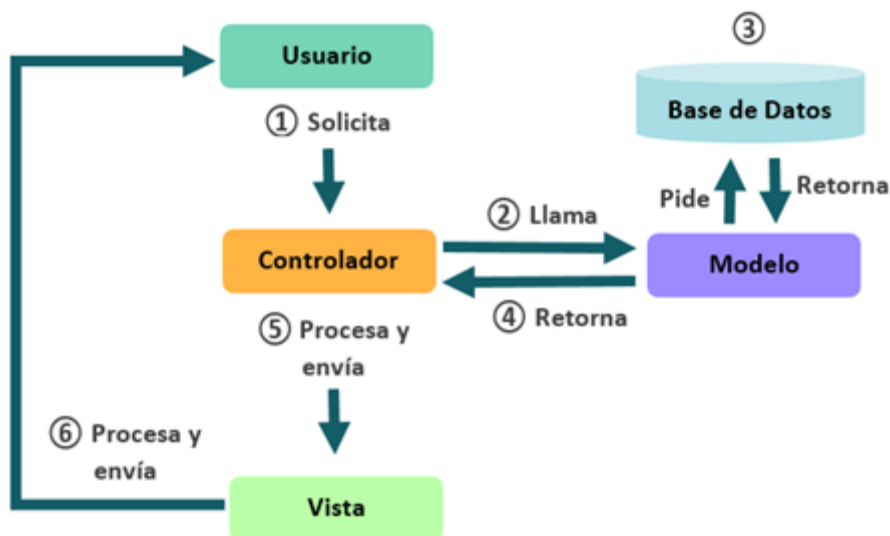 ③
Usuario
Base de Datos
① Solicita
Pide
Retorna
② Llama
Controlador
Modelo
④ Retorna
⑤ Procesa y
envía
⑥ Procesa y
envía
Vista